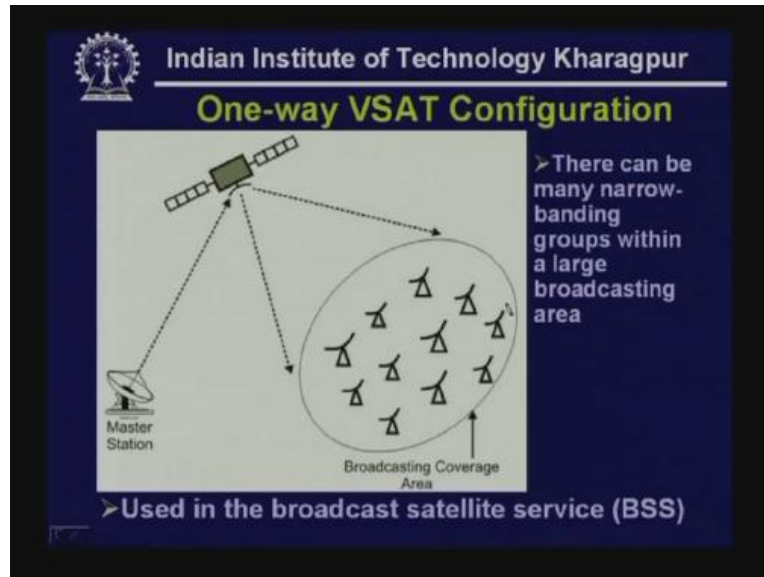 Indian Institute of Technology Kharagpur
One-way VSAT Configuration
➢There can be
many narrow-
banding
groups within
a large
broadcasting
area
Master
Station
Broadcasting Coverage
Area
➢Used in the broadcast satellite service (BSS)